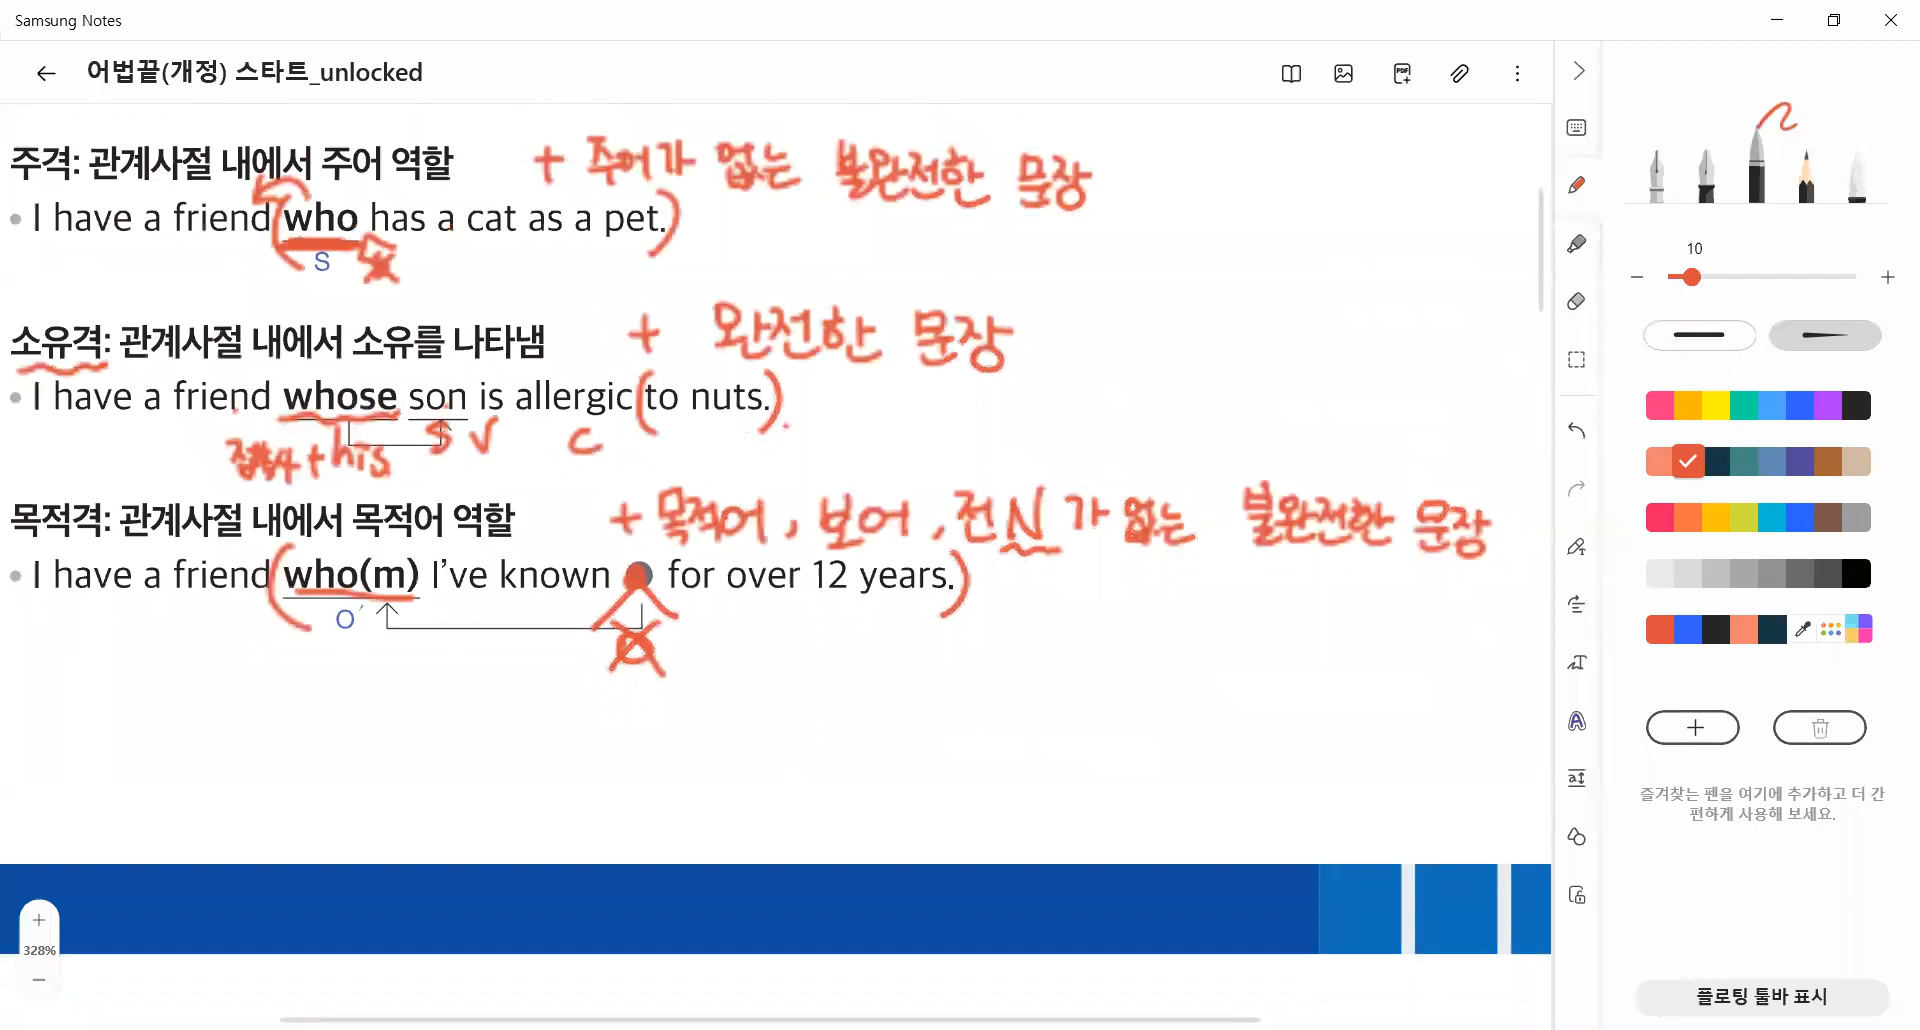 Samsung Notes
어법끝(개정) 스타트_unlocked
주격: 관계사절 내에서 주어 역할 + 주어가 없는 불완전한 문장
I have a friend (who has a cat as a pet.)
S
소유격: 관계사절 내에서 소유를 나타냄 + 완전한 문장
I have a friend whose son is allergic (to nuts.)
접속사 + his S V C
목적격: 관계사절 내에서 목적어 역할 + 목적어, 보어, 전N가 없는 불완전한 문장
I have a friend (who(m) I've known for over 12 years.)
O′
328%
10
즐겨찾는 펜을 여기에 추가하고 더 간
편하게 사용해 보세요.
플로팅 툴바 표시